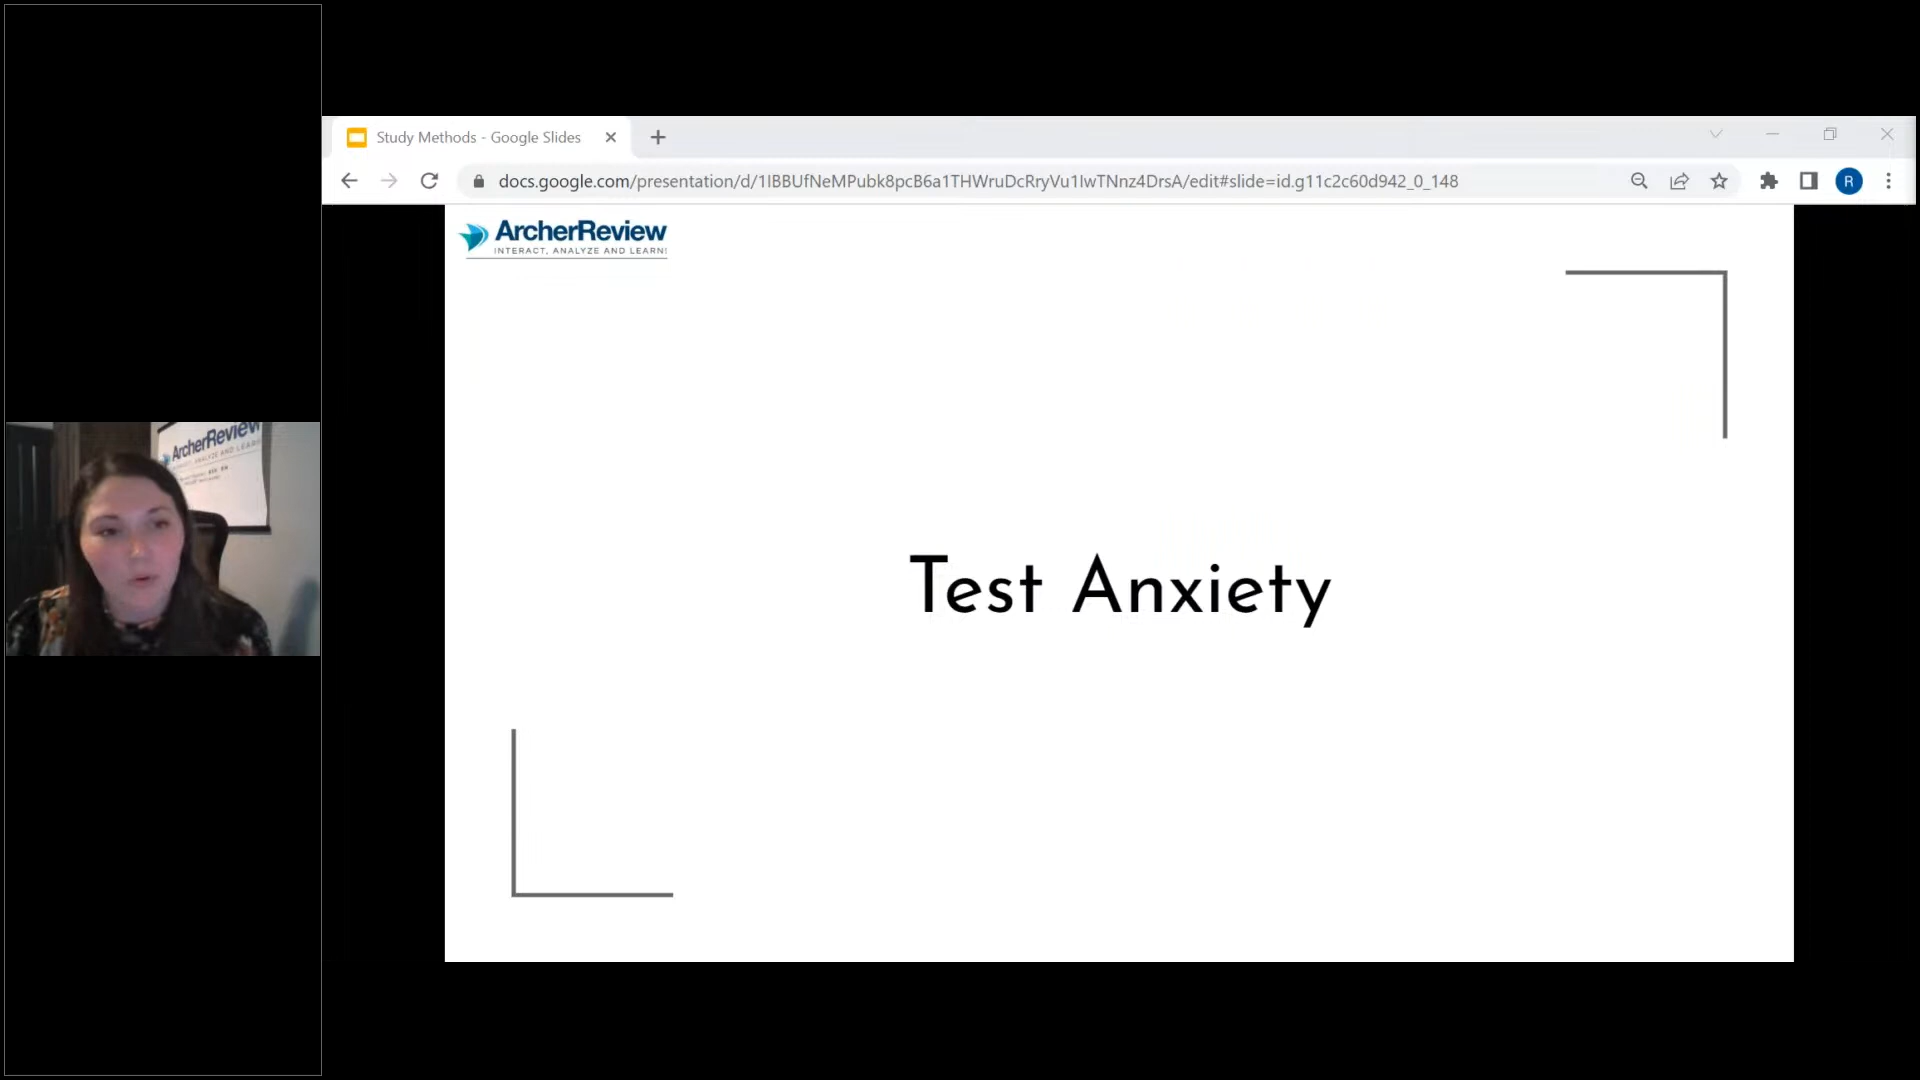 Study Methods - Google Slides
docs.google.com/presentation/d/1IBBUfNeMPubk8pcB6a1THWruDcRryVu1IwTNnz4DrsA/edit#slide=id.g11c2c60d942_0_148
R
ArcherReview
INTERACT, ANALYZE AND LEARN!
Test Anxiety
ArcherReview